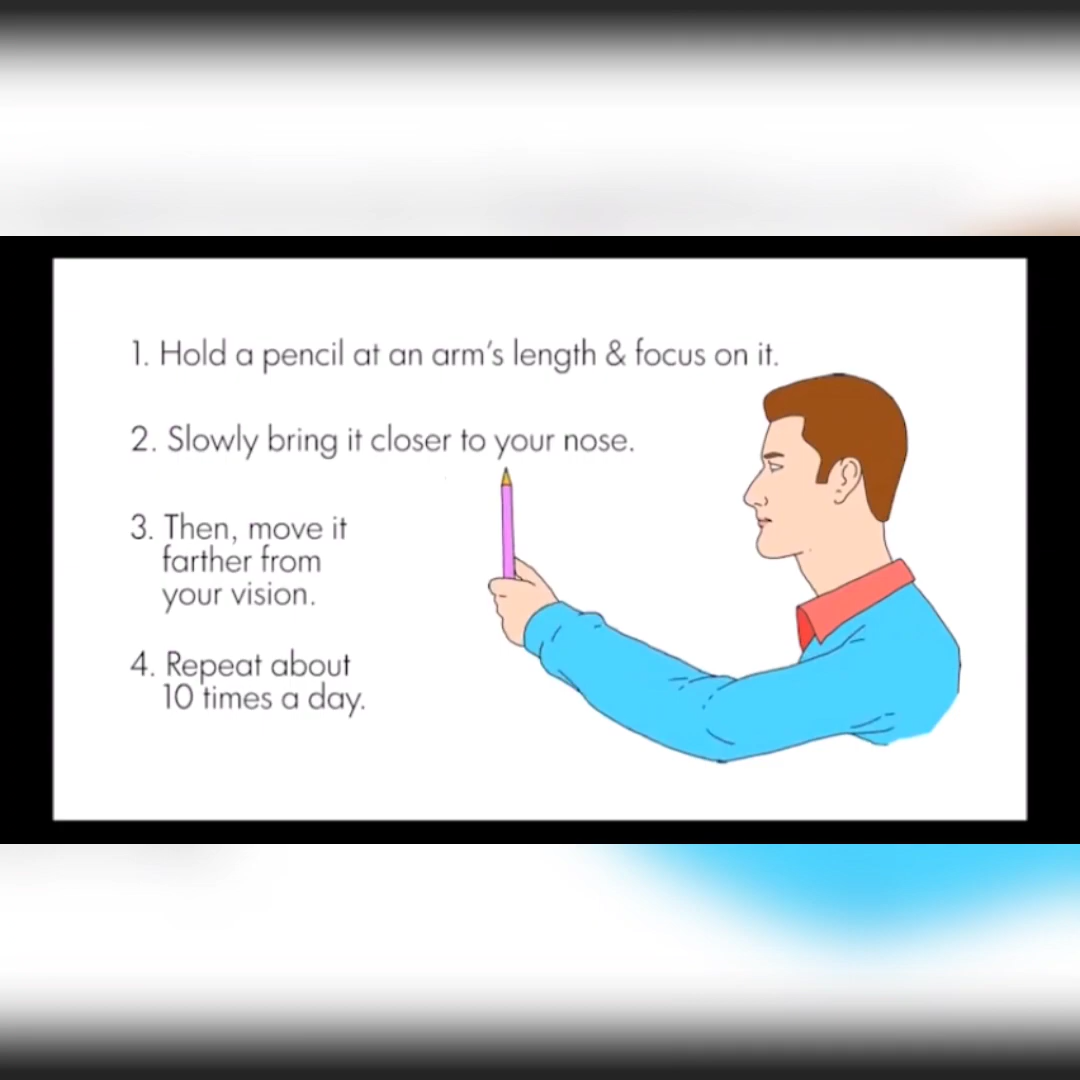 1. Hold a pencil at an arm's length & focus on it.
2. Slowly bring it closer to your nose.
3. Then, move it
farther from
your vision.
4. Repeat about
10 times a day.